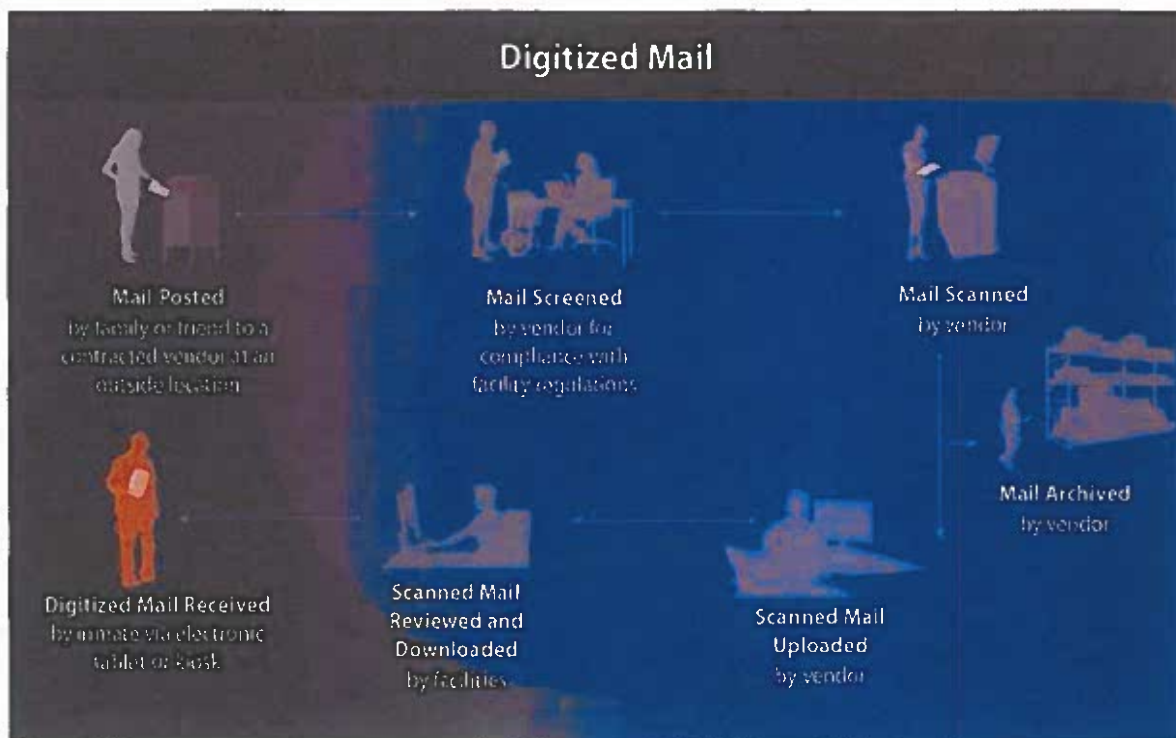 Digitized Mail
Mail Posted
by family or friend to a
contracted vendor at an
outside location
Mail Screened
by vendor for
compliance with
facility regulations
Mail Scanned
by vendor
Mail Archived
by vendor
Digitized Mail Received
by inmate via electronic
tablet or kiosk
Scanned Mail
Reviewed and
Downloaded
by facilities
Scanned Mail
Uploaded
by vendor